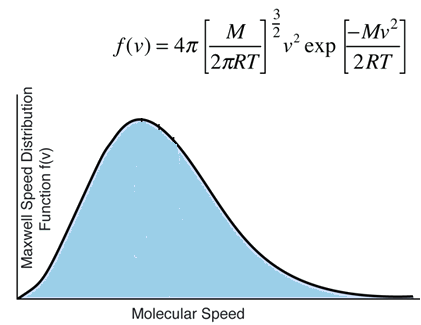 f(v) = 4π [M / 2πRT]^(3/2) v² exp [−Mv² / 2RT]
Maxwell Speed Distribution
Function f(v)
Molecular Speed